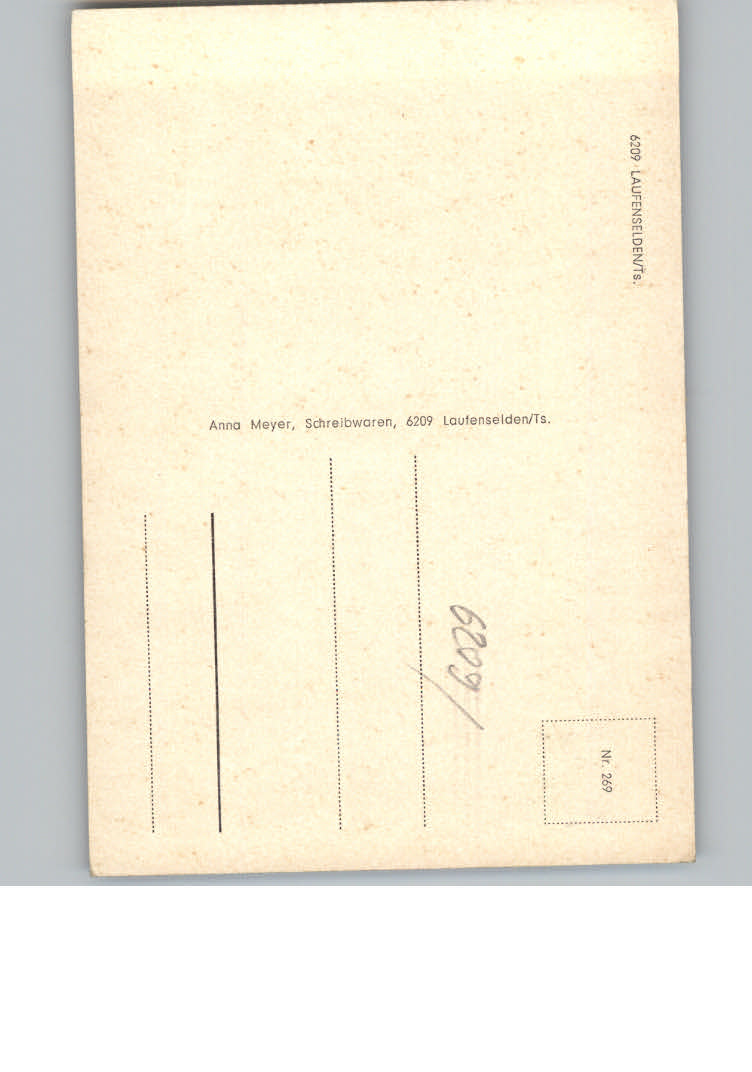 6209 LAUFENSELDEN/Ts.
Anna Meyer, Schreibwaren, 6209 Laufenselden/Ts.
6209/
Nr. 269